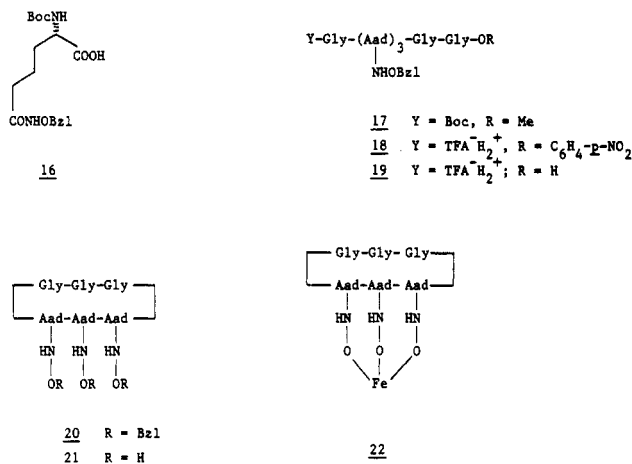 BocNH
COOH
CONHOBzl
16
Y-Gly-(Aad)3-Gly-Gly-OR
NHOBzl
17 Y = Boc, R = Me
18 Y = TFA-H2+, R = C6H4-p-NO2
19 Y = TFA-H2+; R = H
Gly-Gly-Gly
Aad-Aad-Aad
HN HN HN
OR OR OR
20 R = Bzl
21 R = H
Gly-Gly- Gly
Aad-Aad- Aad
HN HN HN
O O O
Fe
22